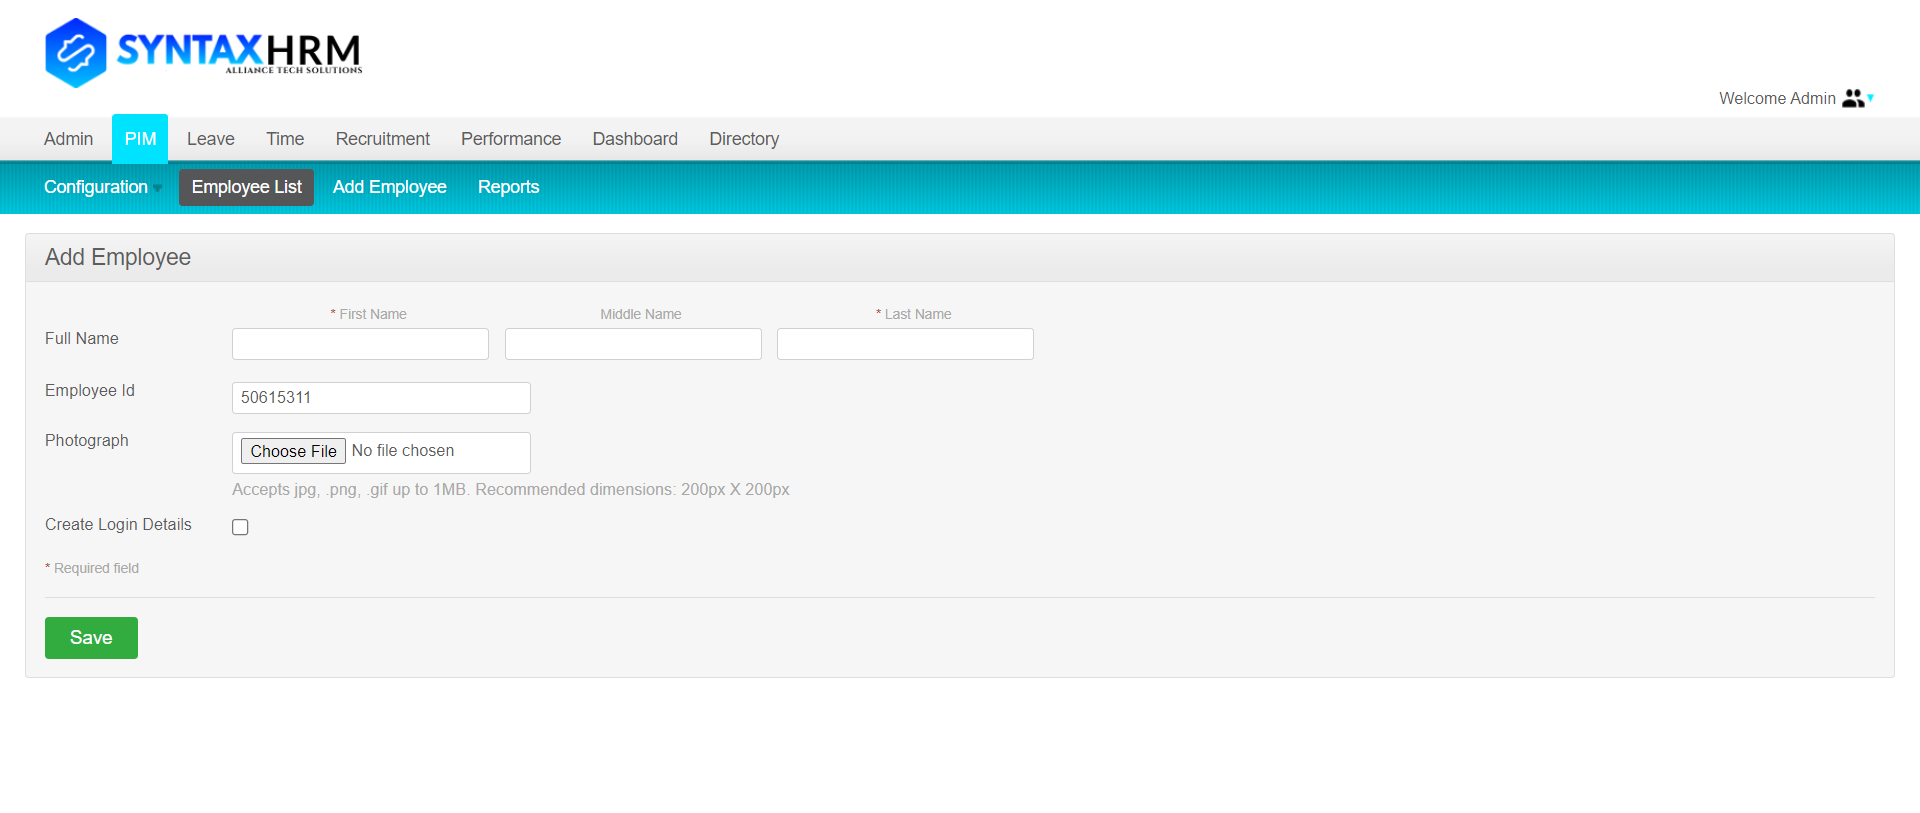 SYNTAXHRM
ALLIANCE TECH SOLUTIONS
Welcome Admin
Admin PIM Leave Time Recruitment Performance Dashboard Directory
Configuration Employee List Add Employee Reports
Add Employee
* First Name Middle Name * Last Name
Full Name
Employee Id 50615311
Photograph Choose File No file chosen
Accepts jpg, .png, .gif up to 1MB. Recommended dimensions: 200px X 200px
Create Login Details
* Required field
Save